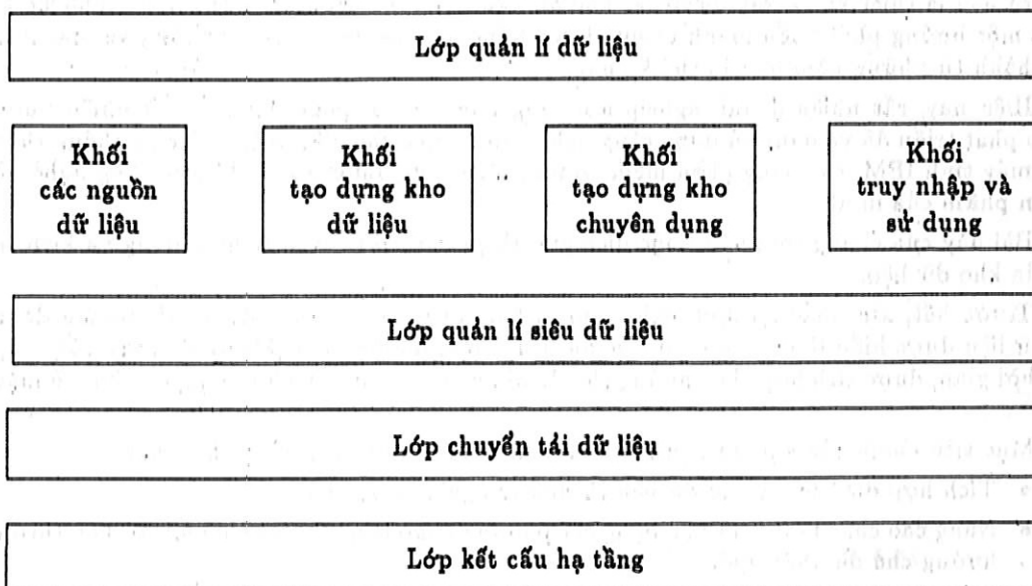 Lớp quản lí dữ liệu
Khối
các nguồn
dữ liệu
Khối
tạo dựng kho
dữ liệu
Khối
tạo dựng kho
chuyên dụng
Khối
truy nhập và
sử dụng
Lớp quản lí siêu dữ liệu
Lớp chuyển tải dữ liệu
Lớp kết cấu hạ tầng